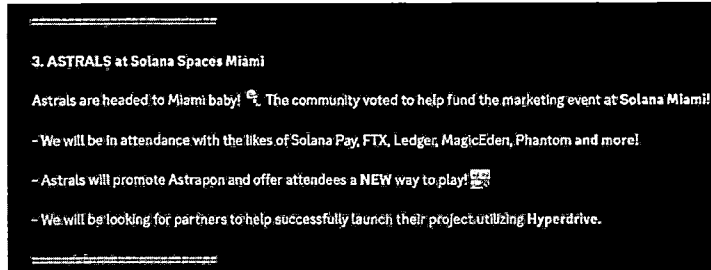 3. ASTRALS at Solana Spaces Miami
Astrals are headed to Miami baby! The community voted to help fund the marketing event at Solana Miami!
- We will be in attendance with the likes of Solana Pay, FTX, Ledger, MagicEden, Phantom and more!
- Astrals will promote Astrapon and offer attendees a NEW way to play!
- We will be looking for partners to help successfully launch their project utilizing Hyperdrive.